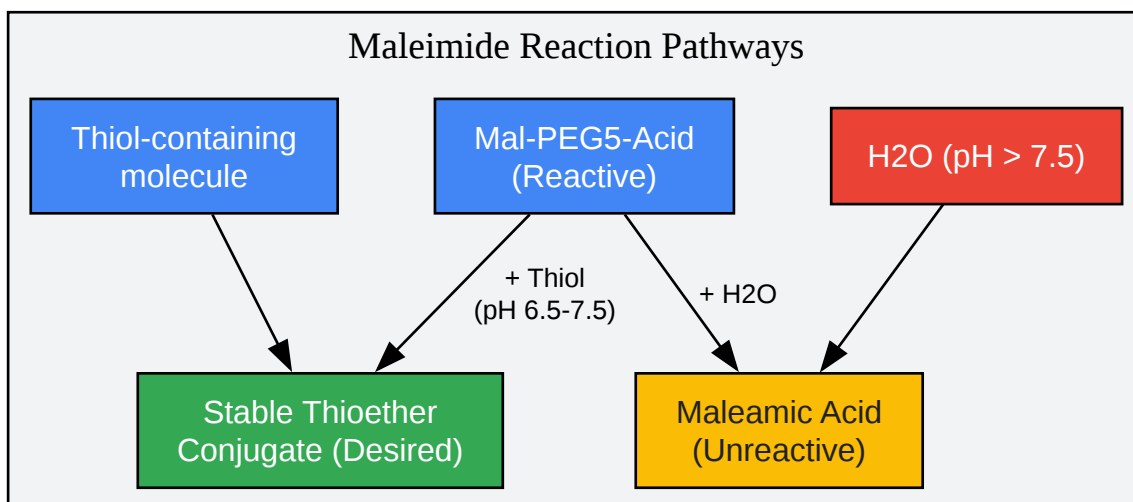 Maleimide Reaction Pathways
Thiol-containing
molecule
Mal-PEG5-Acid
(Reactive)
H2O (pH > 7.5)
+ Thiol
(pH 6.5-7.5)
+ H2O
Stable Thioether
Conjugate (Desired)
Maleamic Acid
(Unreactive)